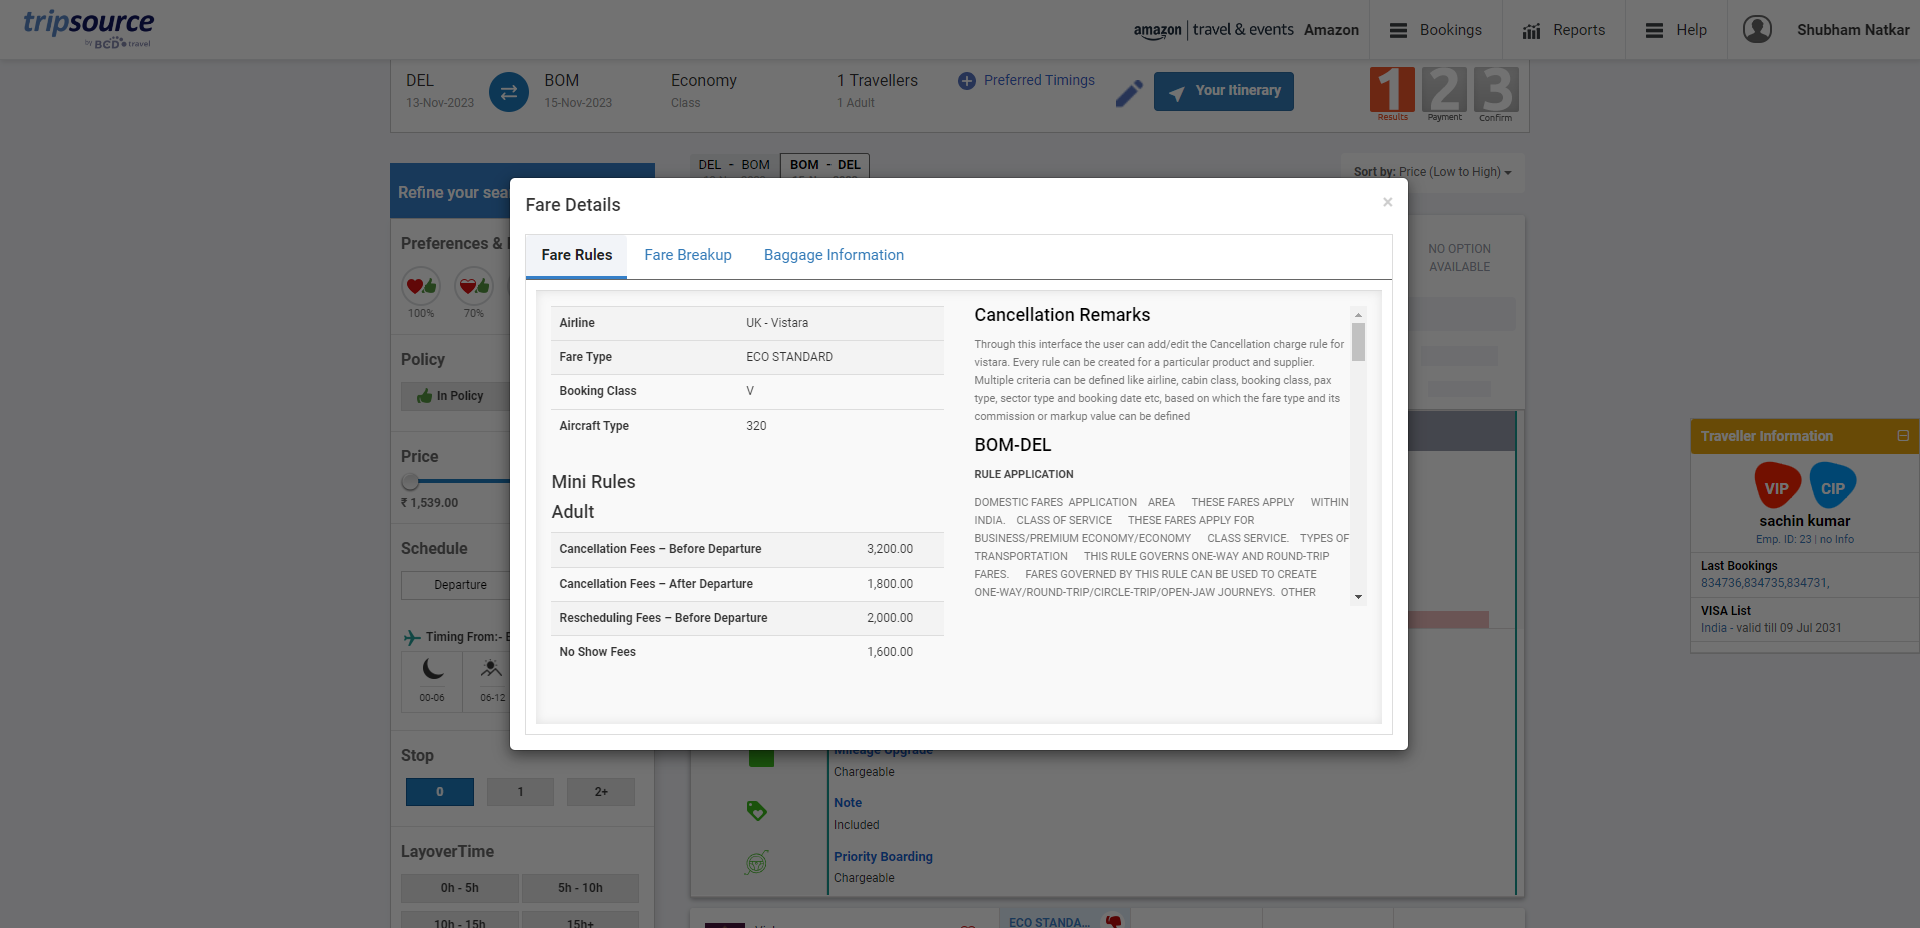 tripsource
by BCD travel
amazon | travel & events Amazon
Bookings
Reports
Help
Shubham Natkar
DEL
13-Nov-2023
BOM
15-Nov-2023
Economy
Class
1 Travellers
1 Adult
Preferred Timings
Your Itinerary
1 2 3
Results Payment Confirm
DEL - BOM
BOM - DEL
Sort by: Price (Low to High)
Refine your sea
Preferences &
100% 70%
Policy
In Policy
Price
₹ 1,539.00
Schedule
Departure
Timing From:-
00-06 06-12
Stop
0 1 2+
LayoverTime
0h - 5h 5h - 10h
10h - 15h 15h+
Fare Details
×
Fare Rules Fare Breakup Baggage Information
Airline UK - Vistara
Fare Type ECO STANDARD
Booking Class V
Aircraft Type 320
Mini Rules
Adult
Cancellation Fees – Before Departure 3,200.00
Cancellation Fees – After Departure 1,800.00
Rescheduling Fees – Before Departure 2,000.00
No Show Fees 1,600.00
Cancellation Remarks
Through this interface the user can add/edit the Cancellation charge rule for
vistara. Every rule can be created for a particular product and supplier.
Multiple criteria can be defined like airline, cabin class, booking class, pax
type, sector type and booking date etc, based on which the fare type and its
commission or markup value can be defined
BOM-DEL
RULE APPLICATION
DOMESTIC FARES APPLICATION AREA THESE FARES APPLY WITHIN
INDIA. CLASS OF SERVICE THESE FARES APPLY FOR
BUSINESS/PREMIUM ECONOMY/ECONOMY CLASS SERVICE. TYPES OF
TRANSPORTATION THIS RULE GOVERNS ONE-WAY AND ROUND-TRIP
FARES. FARES GOVERNED BY THIS RULE CAN BE USED TO CREATE
ONE-WAY/ROUND-TRIP/CIRCLE-TRIP/OPEN-JAW JOURNEYS. OTHER
NO OPTION
AVAILABLE
Mileage Upgrade
Chargeable
Note
Included
Priority Boarding
Chargeable
ECO STANDA...
Traveller Information
VIP CIP
sachin kumar
Emp. ID: 23 | no Info
Last Bookings
834736,834735,834731,
VISA List
India - valid till 09 Jul 2031